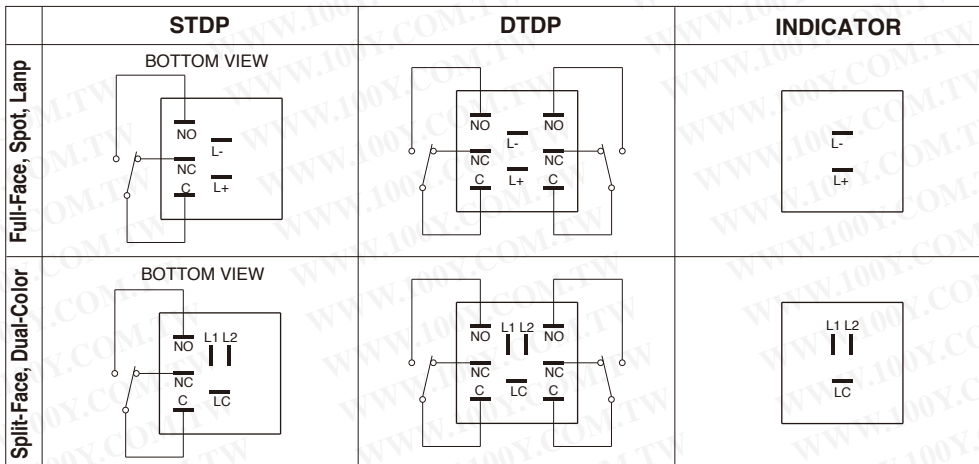 STDP DTDP INDICATOR
Full-Face, Spot, Lanp
BOTTOM VIEW
NO
L-
NC
C L+
NO NO
L-
NC NC
C L+ C
L-
L+
Split-Face, Dual-Color
BOTTOM VIEW
L1 L2
NO
NC
C LC
L1 L2
NO NO
NC NC
C LC C
L1 L2
LC
WWW.100Y.COM.TW